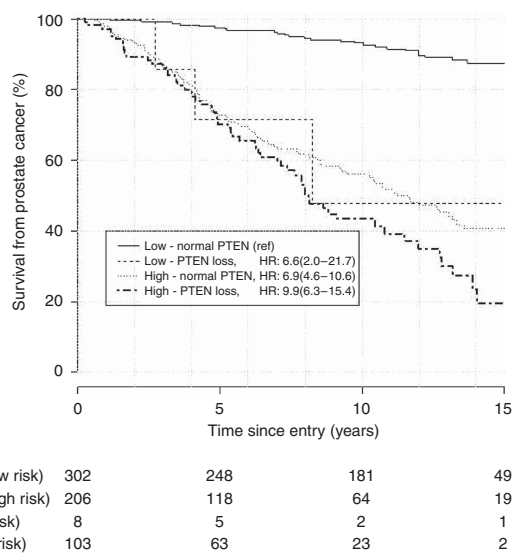 100
80
60
40
20
0
Survival from prostate cancer (%)
Low - normal PTEN (ref)
Low - PTEN loss, HR: 6.6(2.0–21.7)
High - normal PTEN, HR: 6.9(4.6–10.6)
High - PTEN loss, HR: 9.9(6.3–15.4)
0 5 10 15
Time since entry (years)
risk) 302 248 181 49
risk) 206 118 64 19
8 5 2 1
risk) 103 63 23 2